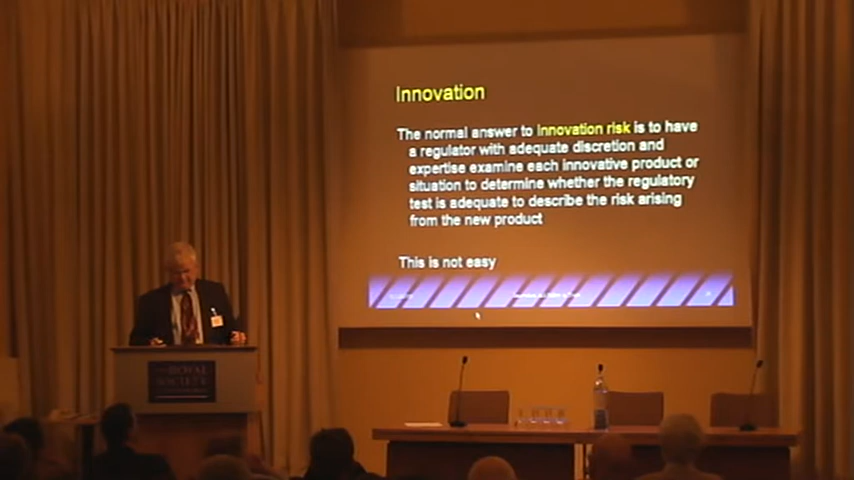 Innovation
The normal answer to innovation risk is to have
a regulator with adequate discretion and
expertise examine each innovative product or
situation to determine whether the regulatory
test is adequate to describe the risk arising
from the new product
This is not easy
ROYAL
SOCIETY